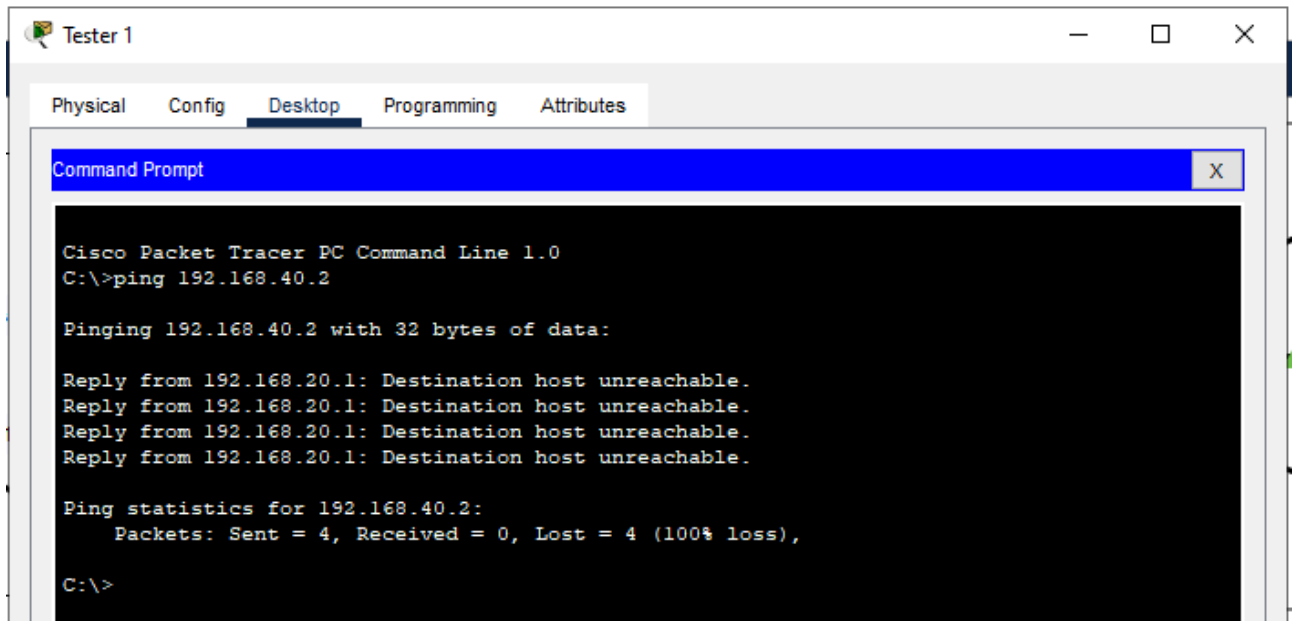 Tester 1
Physical Config Desktop Programming Attributes
Command Prompt
X
Cisco Packet Tracer PC Command Line 1.0
C:\>ping 192.168.40.2
Pinging 192.168.40.2 with 32 bytes of data:
Reply from 192.168.20.1: Destination host unreachable.
Reply from 192.168.20.1: Destination host unreachable.
Reply from 192.168.20.1: Destination host unreachable.
Reply from 192.168.20.1: Destination host unreachable.
Ping statistics for 192.168.40.2:
Packets: Sent = 4, Received = 0, Lost = 4 (100% loss),
C:\>